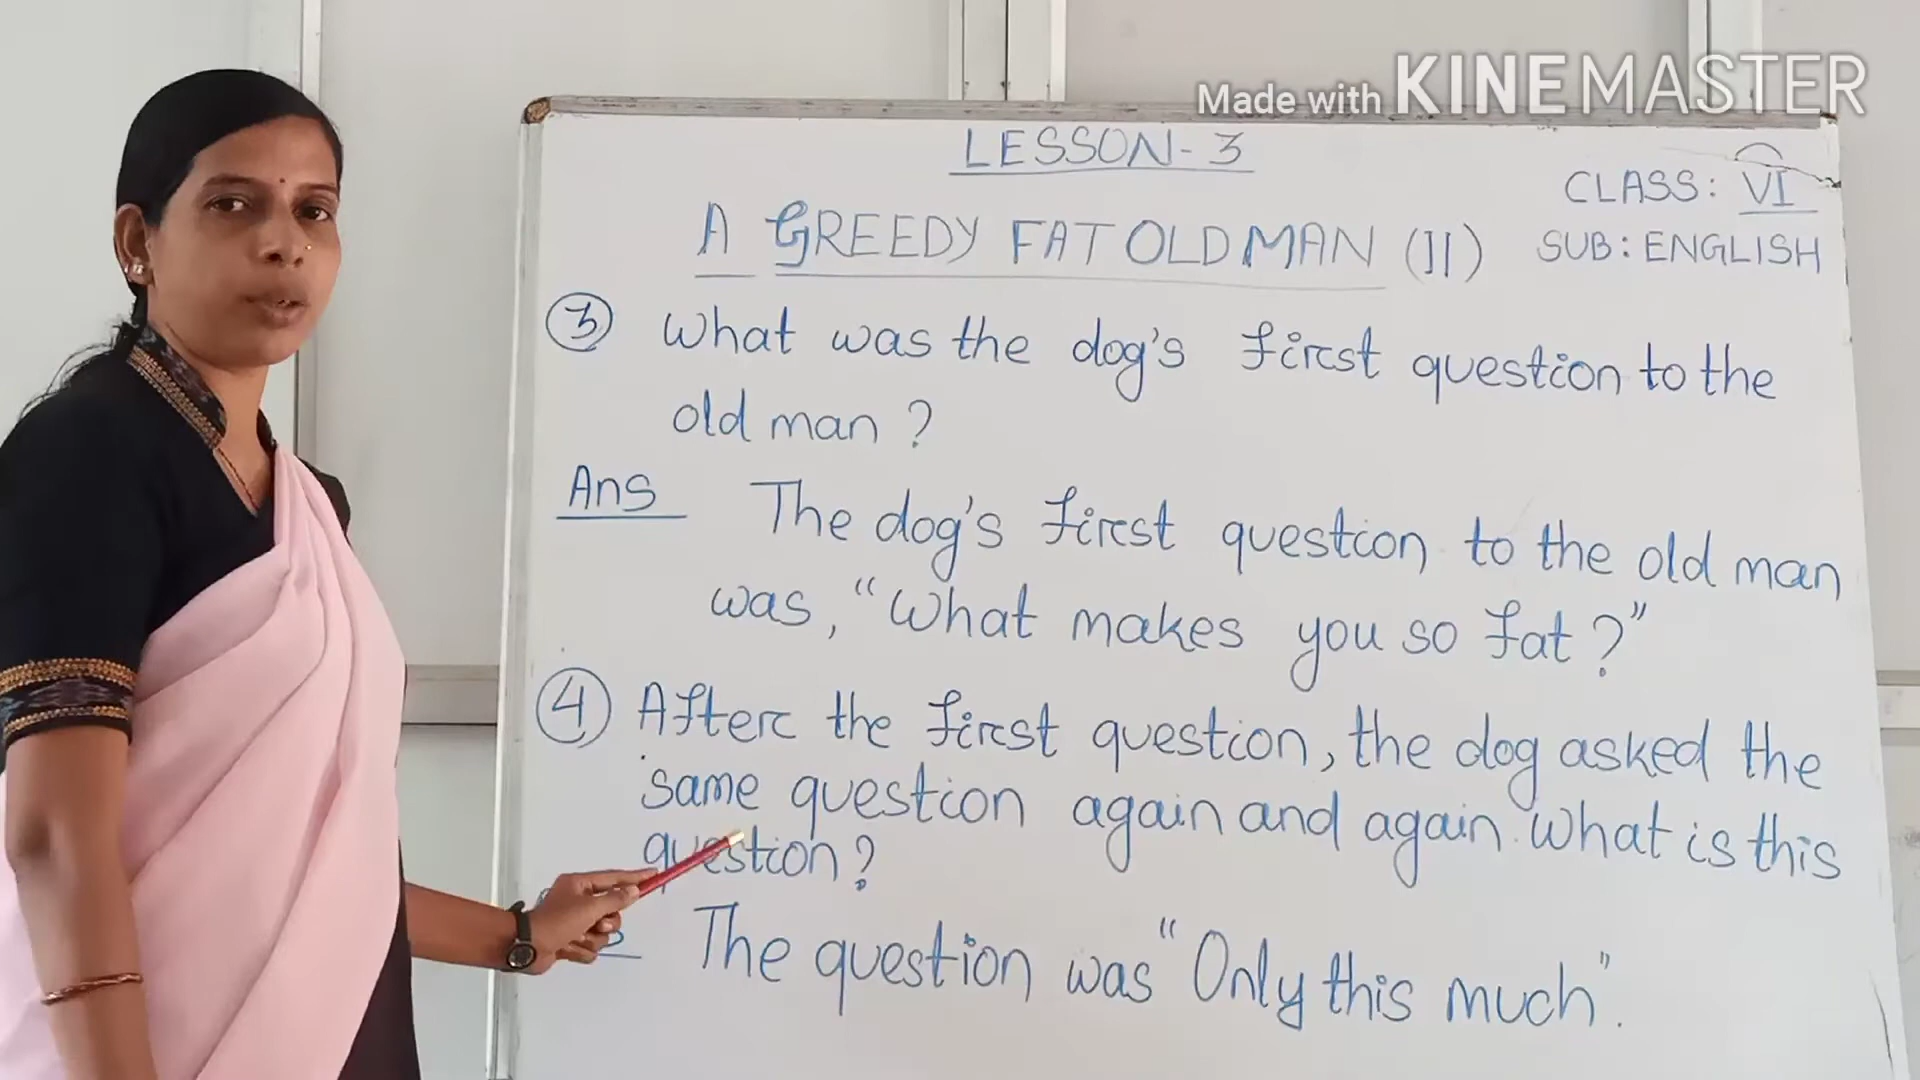 Made with KINEMASTER
LESSON-3
CLASS: VI
A GREEDY FAT OLD MAN (II)
SUB: ENGLISH
3 What was the dog's first question to the
old man?
Ans The dog's first question to the old man
was, "What makes you so fat?"
4 After the first question, the dog asked the
same question again and again. What is this
question?
The question was "Only this much".